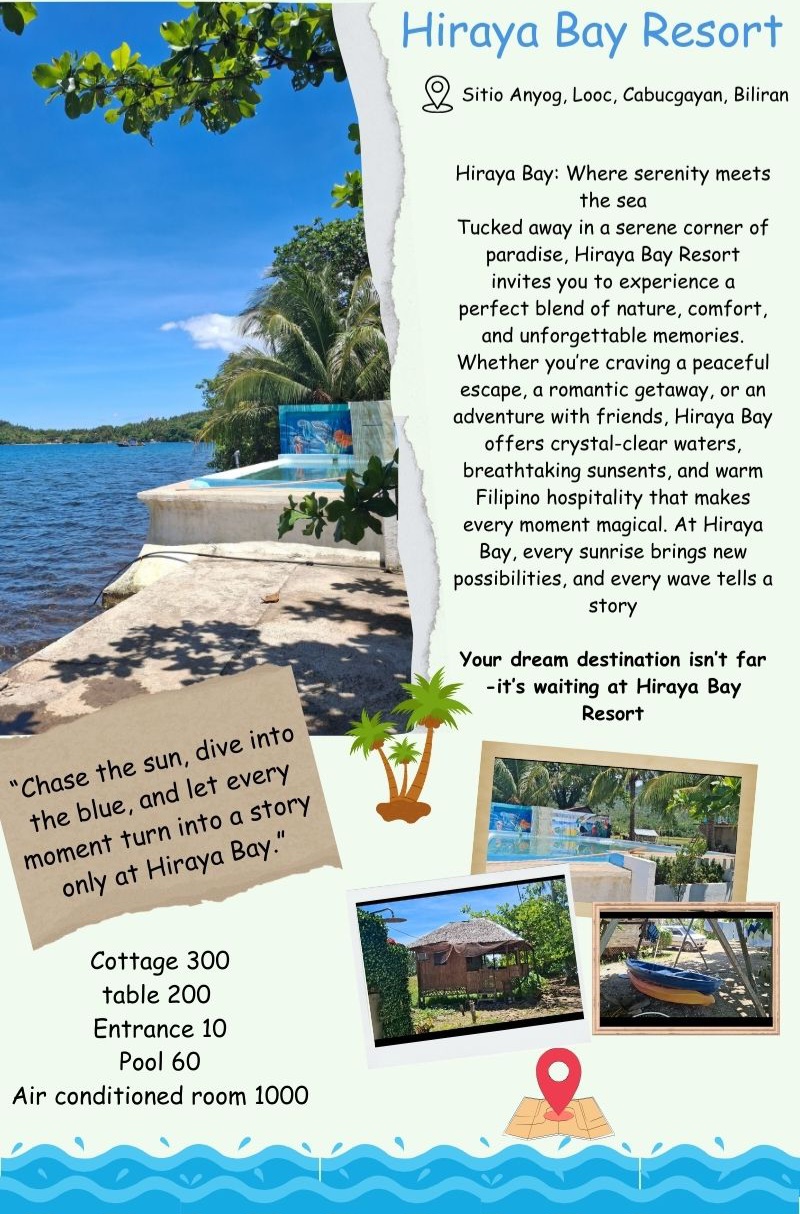 Hiraya Bay Resort
Sitio Anyog, Looc, Cabucgayan, Biliran
Hiraya Bay: Where serenity meets
the sea
Tucked away in a serene corner of
paradise, Hiraya Bay Resort
invites you to experience a
perfect blend of nature, comfort,
and unforgettable memories.
Whether you’re craving a peaceful
escape, a romantic getaway, or an
adventure with friends, Hiraya Bay
offers crystal-clear waters,
breathtaking sunsents, and warm
Filipino hospitality that makes
every moment magical. At Hiraya
Bay, every sunrise brings new
possibilities, and every wave tells a
story
Your dream destination isn’t far
-it’s waiting at Hiraya Bay
Resort
“Chase the sun, dive into
the blue, and let every
moment turn into a story
only at Hiraya Bay.”
Cottage 300
table 200
Entrance 10
Pool 60
Air conditioned room 1000